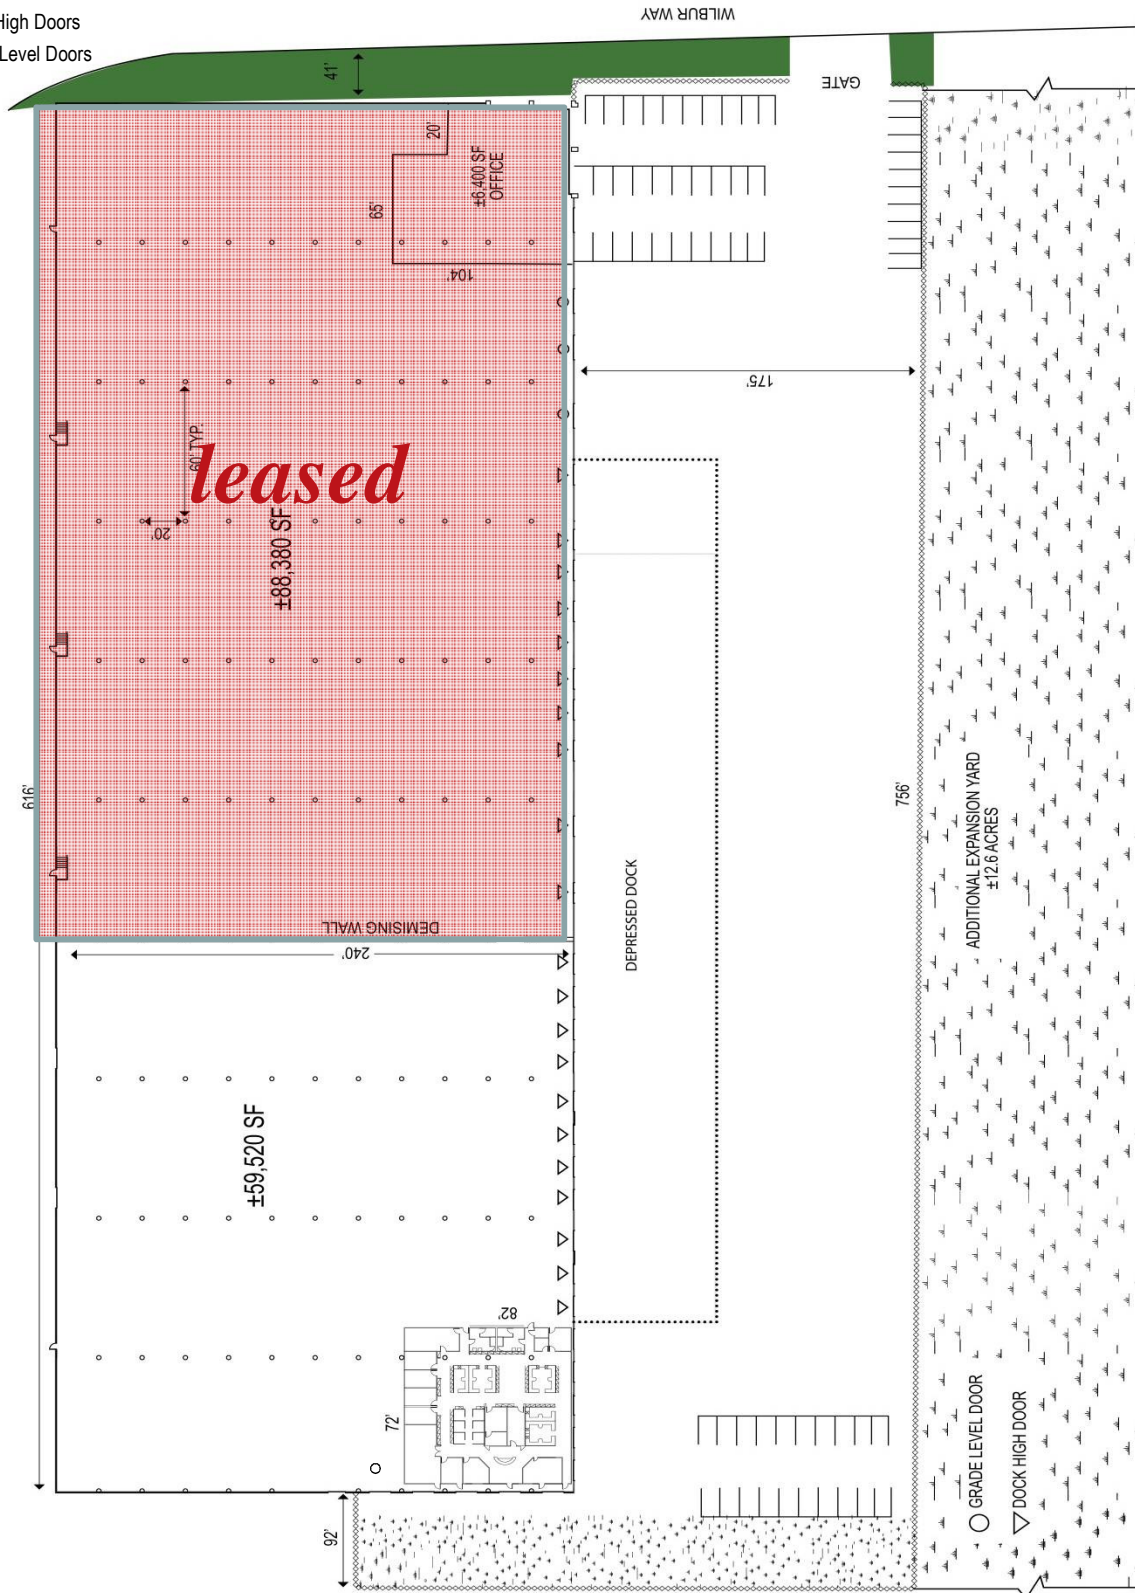 High Doors
Level Doors
WILBUR WAY
41'
GATE
20'
±6,400 SF
OFFICE
65'
104'
175'
60' TYP.
leased
20'
±88,380 SF
616'
756'
ADDITIONAL EXPANSION YARD
±12.6 ACRES
DEPRESSED DOCK
DEMISING WALL
240'
±59,520 SF
82'
72'
GRADE LEVEL DOOR
DOCK HIGH DOOR
92'